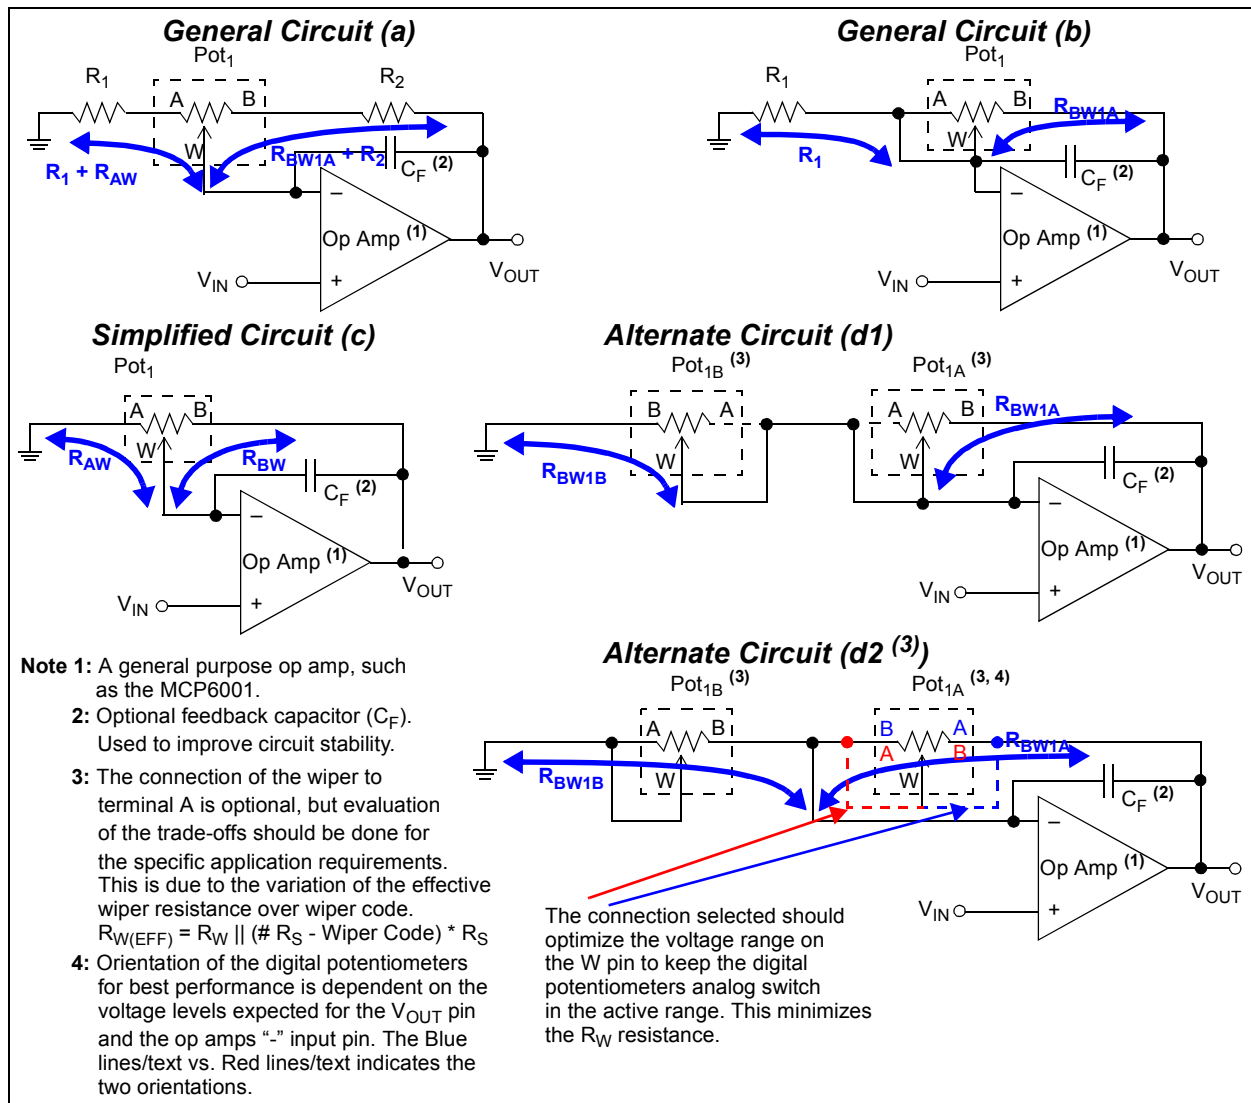 General Circuit (a)
Pot1
R1
A
B
R2
W
R1 + RAW
RBW1A + R2
CF (2)
–
Op Amp (1)
+
VIN
VOUT
General Circuit (b)
Pot1
R1
A
B
RBW1A
R1
W
CF (2)
–
Op Amp (1)
+
VIN
VOUT
Simplified Circuit (c)
Pot1
A
B
W
RAW
RBW
CF (2)
–
Op Amp (1)
+
VIN
VOUT
Alternate Circuit (d1)
Pot1B (3)
Pot1A (3)
B
A
A
B
RBW1A
W
W
RBW1B
CF (2)
–
Op Amp (1)
+
VIN
VOUT
Alternate Circuit (d2 (3))
Pot1B (3)
Pot1A (3, 4)
A
B
B
A
A
B
RBW1A
W
W
RBW1B
CF (2)
–
Op Amp (1)
+
VIN
VOUT
The connection selected should
optimize the voltage range on
the W pin to keep the digital
potentiometers analog switch
in the active range. This minimizes
the RW resistance.
Note 1: A general purpose op amp, such
as the MCP6001.
2: Optional feedback capacitor (CF).
Used to improve circuit stability.
3: The connection of the wiper to
terminal A is optional, but evaluation
of the trade-offs should be done for
the specific application requirements.
This is due to the variation of the effective
wiper resistance over wiper code.
RW(EFF) = RW || (# RS - Wiper Code) * RS
4: Orientation of the digital potentiometers
for best performance is dependent on the
voltage levels expected for the VOUT pin
and the op amps “-” input pin. The Blue
lines/text vs. Red lines/text indicates the
two orientations.